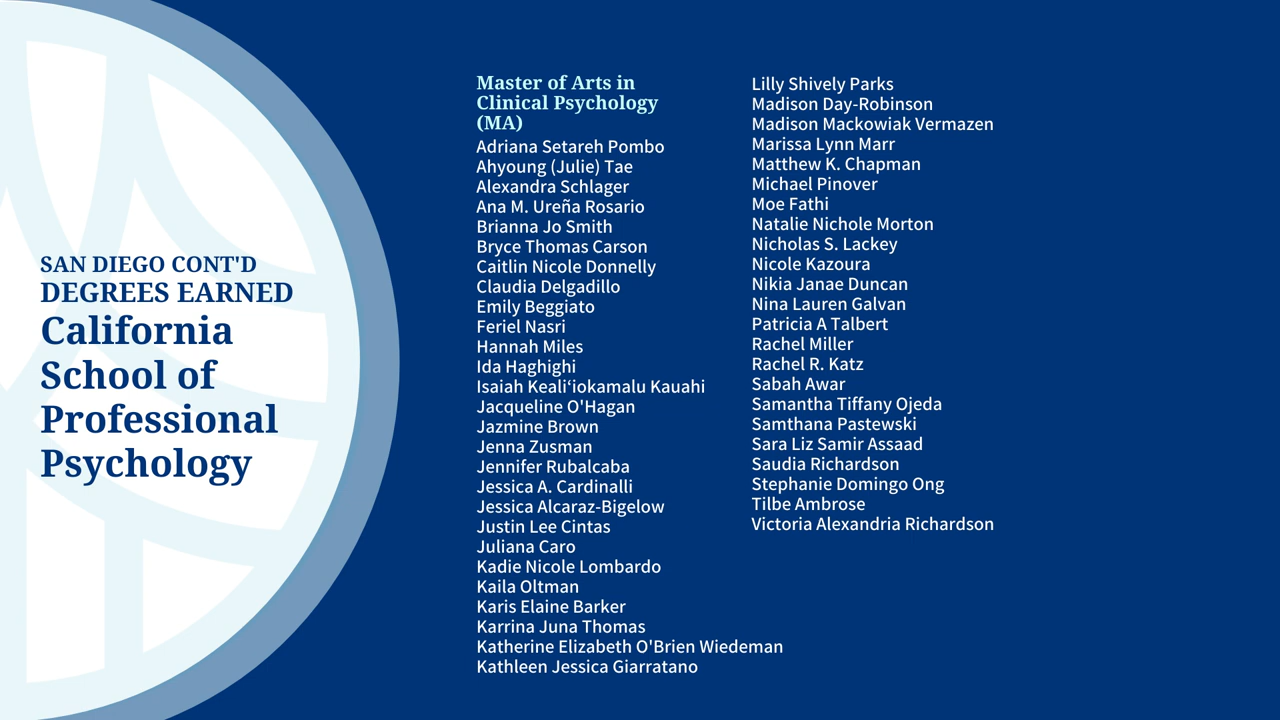 SAN DIEGO CONT'D
DEGREES EARNED
California
School of
Professional
Psychology
Master of Arts in
Clinical Psychology
(MA)
Adriana Setareh Pombo
Ahyoung (Julie) Tae
Alexandra Schlager
Ana M. Ureña Rosario
Brianna Jo Smith
Bryce Thomas Carson
Caitlin Nicole Donnelly
Claudia Delgadillo
Emily Beggiato
Feriel Nasri
Hannah Miles
Ida Haghighi
Isaiah Kealiʻiokamalu Kauahi
Jacqueline O'Hagan
Jazmine Brown
Jenna Zusman
Jennifer Rubalcaba
Jessica A. Cardinalli
Jessica Alcaraz-Bigelow
Justin Lee Cintas
Juliana Caro
Kadie Nicole Lombardo
Kaila Oltman
Karis Elaine Barker
Karrina Juna Thomas
Katherine Elizabeth O'Brien Wiedeman
Kathleen Jessica Giarratano
Lilly Shively Parks
Madison Day-Robinson
Madison Mackowiak Vermazen
Marissa Lynn Marr
Matthew K. Chapman
Michael Pinover
Moe Fathi
Natalie Nichole Morton
Nicholas S. Lackey
Nicole Kazoura
Nikia Janae Duncan
Nina Lauren Galvan
Patricia A Talbert
Rachel Miller
Rachel R. Katz
Sabah Awar
Samantha Tiffany Ojeda
Samthana Pastewski
Sara Liz Samir Assaad
Saudia Richardson
Stephanie Domingo Ong
Tilbe Ambrose
Victoria Alexandria Richardson